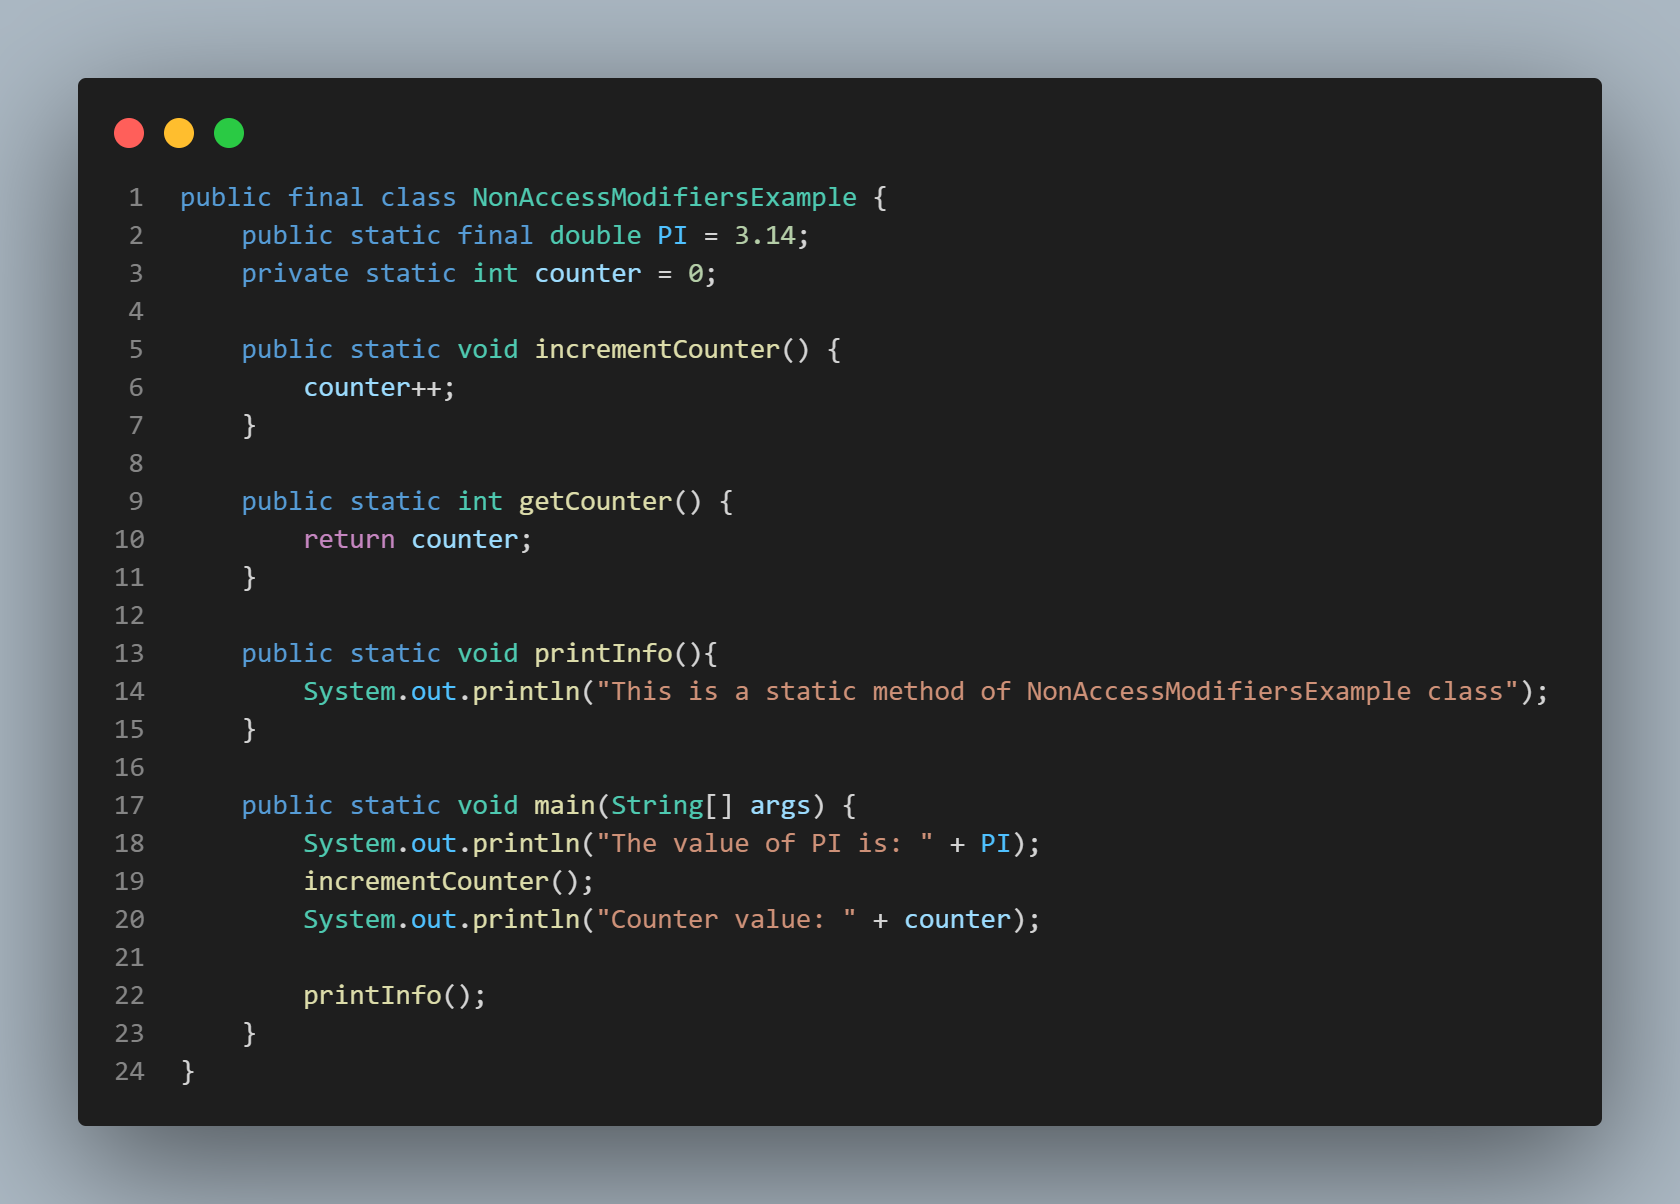 1 public final class NonAccessModifiersExample {
2     public static final double PI = 3.14;
3     private static int counter = 0;
4
5     public static void incrementCounter() {
6         counter++;
7     }
8
9     public static int getCounter() {
10         return counter;
11     }
12
13     public static void printInfo(){
14         System.out.println("This is a static method of NonAccessModifiersExample class");
15     }
16
17     public static void main(String[] args) {
18         System.out.println("The value of PI is: " + PI);
19         incrementCounter();
20         System.out.println("Counter value: " + counter);
21
22         printInfo();
23     }
24 }